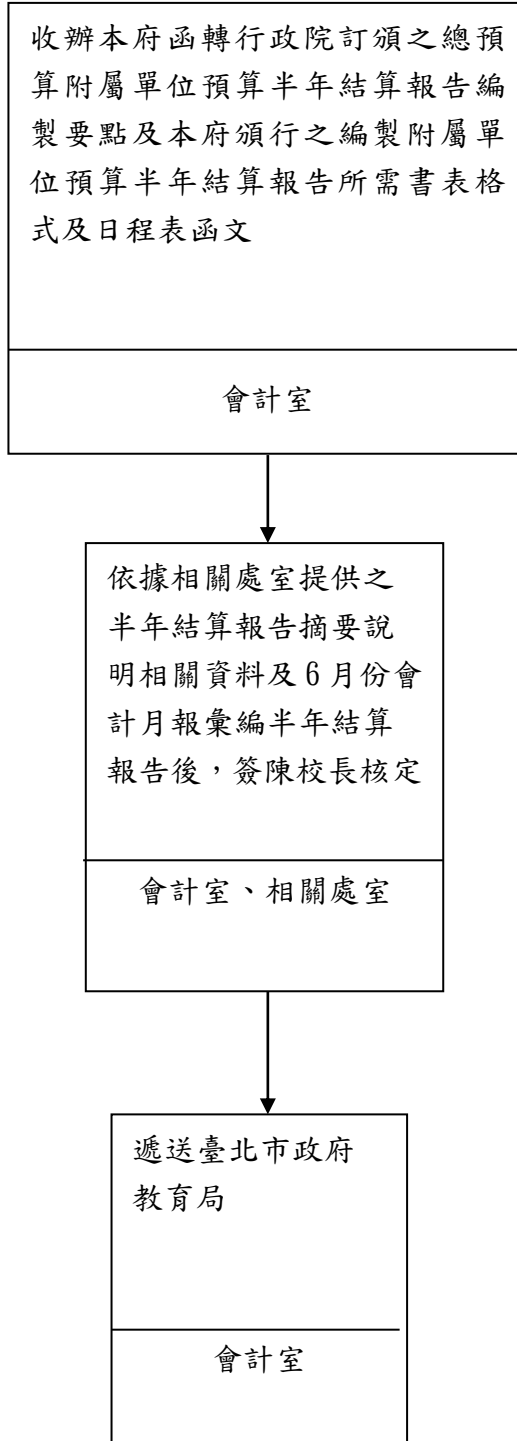 收辦本府函轉行政院訂頒之總預
算附屬單位預算半年結算報告編
製要點及本府頒行之編製附屬單
位預算半年結算報告所需書表格
式及日程表函文
會計室
依據相關處室提供之
半年結算報告摘要說
明相關資料及6月份會
計月報彙編半年結算
報告後，簽陳校長核定
會計室、相關處室
遞送臺北市政府
教育局
會計室